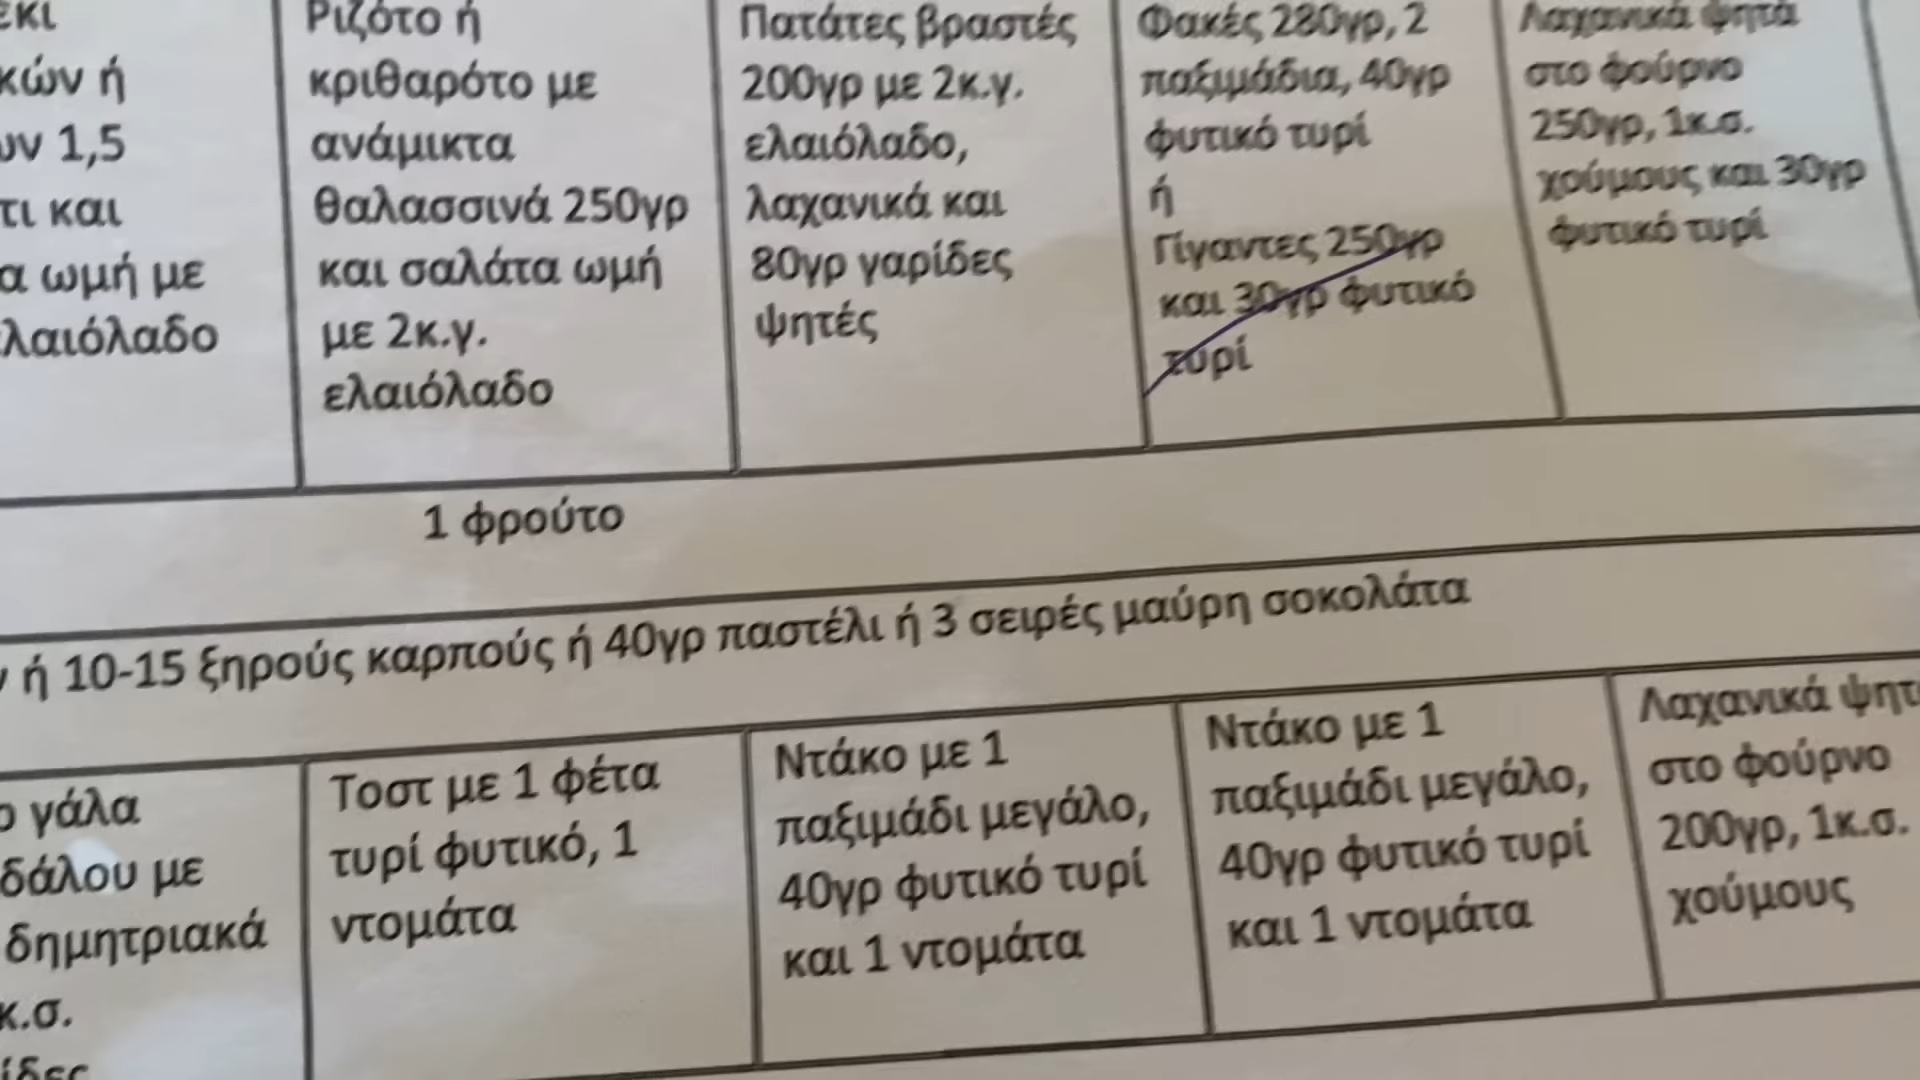 κών ή
1,5
και
ωμή με
Ριζότο ή
κριθαρότο με
ανάμικτα
θαλασσινά 250γρ
και σαλάτα ωμή
με 2κ.γ.
ελαιόλαδο
Πατάτες βραστές
200γρ με 2κ.γ.
ελαιόλαδο,
λαχανικά και
80γρ γαρίδες
ψητές
Φακές 280γρ, 2
παξιμάδια, 40γρ
φυτικό τυρί
ή
Γίγαντες 250γρ
και 30γρ φυτικό
τυρί
Λαχανικά ψητά
στο φούρνο
250γρ, 1κ.σ.
χούμους και 30γρ
φυτικό τυρί
1 φρούτο
ή 10-15 ξηρούς καρπούς ή 40γρ παστέλι ή 3 σειρές μαύρη σοκολάτα
γάλα
δάλου με
δημητριακά
κ.σ.
Τοστ με 1 φέτα
τυρί φυτικό, 1
ντομάτα
Ντάκο με 1
παξιμάδι μεγάλο,
40γρ φυτικό τυρί
και 1 ντομάτα
Ντάκο με 1
παξιμάδι μεγάλο,
40γρ φυτικό τυρί
και 1 ντομάτα
Λαχανικά ψητ
στο φούρνο
200γρ, 1κ.σ.
χούμους